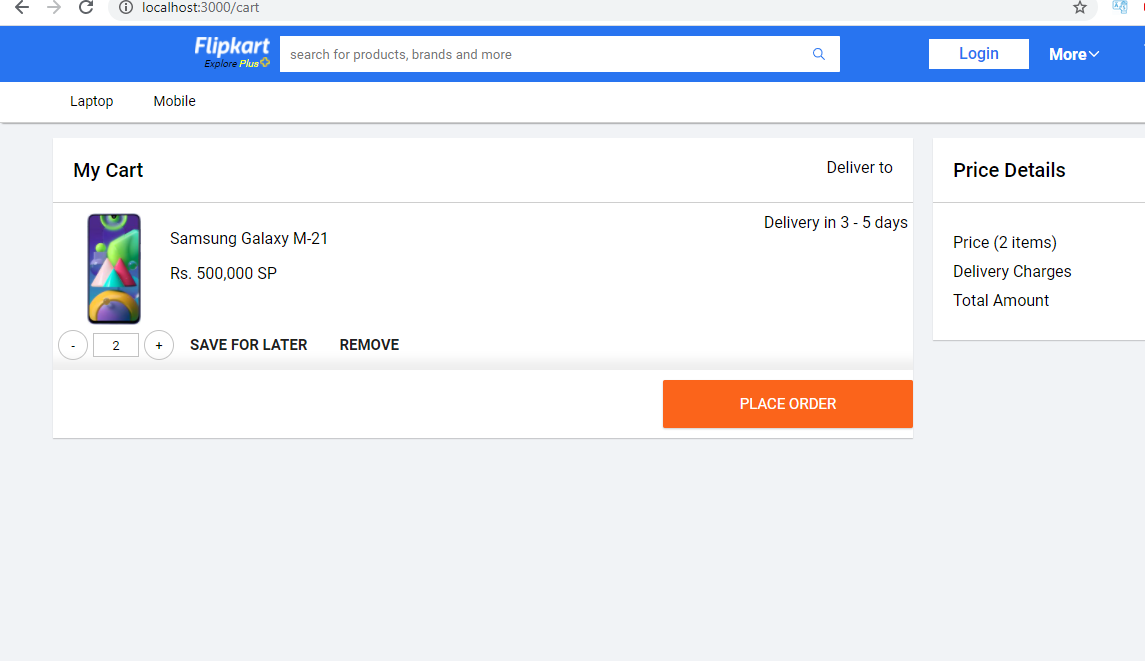 localhost:3000/cart
Flipkart
Explore Plus
search for products, brands and more
Login
More
Laptop
Mobile
My Cart
Deliver to
Samsung Galaxy M-21
Delivery in 3 - 5 days
Rs. 500,000 SP
- 2 +
SAVE FOR LATER
REMOVE
PLACE ORDER
Price Details
Price (2 items)
Delivery Charges
Total Amount